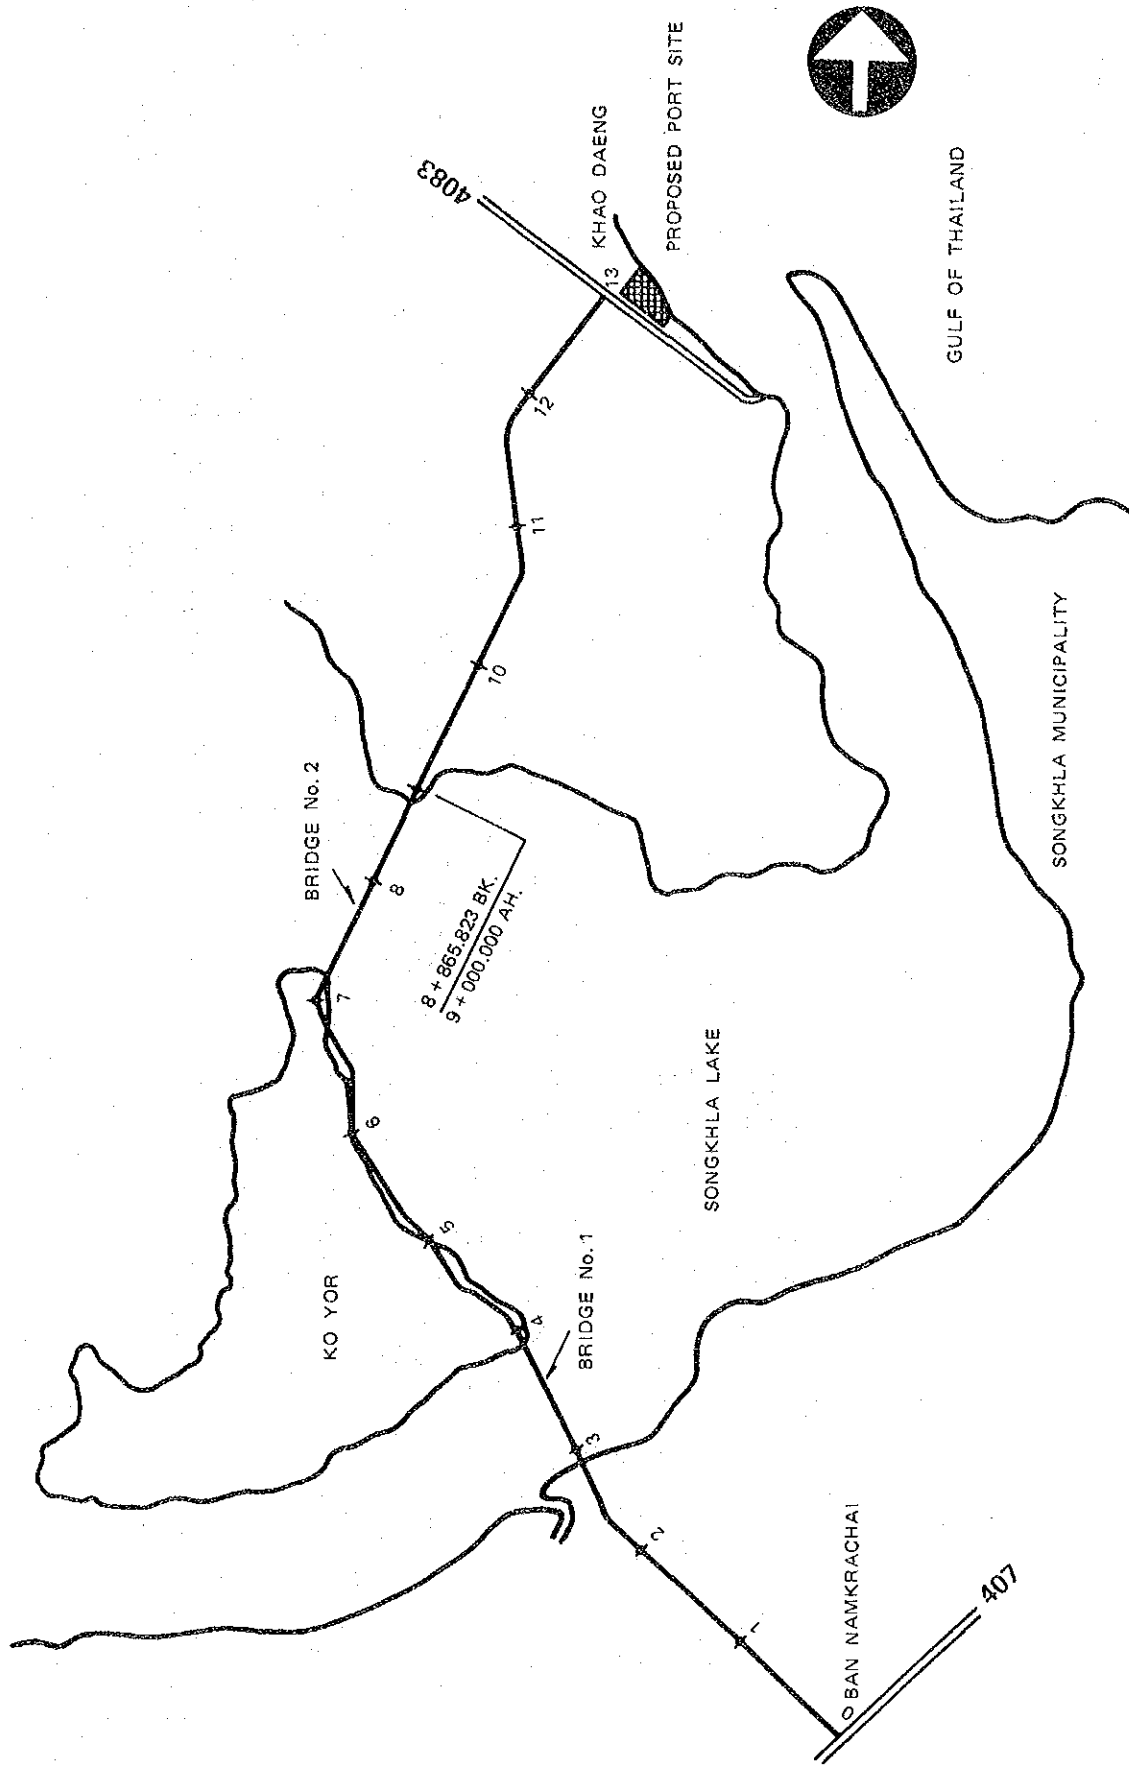 4083
KHAO DAENG
PROPOSED PORT SITE
13
12
GULF OF THAILAND
11
10
BRIDGE No. 2
8
8 + 865.823 BK.
9 + 000.000 AH.
7
6
SONGKHLA MUNICIPALITY
SONGKHLA LAKE
5
KO YOR
4
BRIDGE No. 1
3
2
1
0 BAN NAMKRACHAI
407